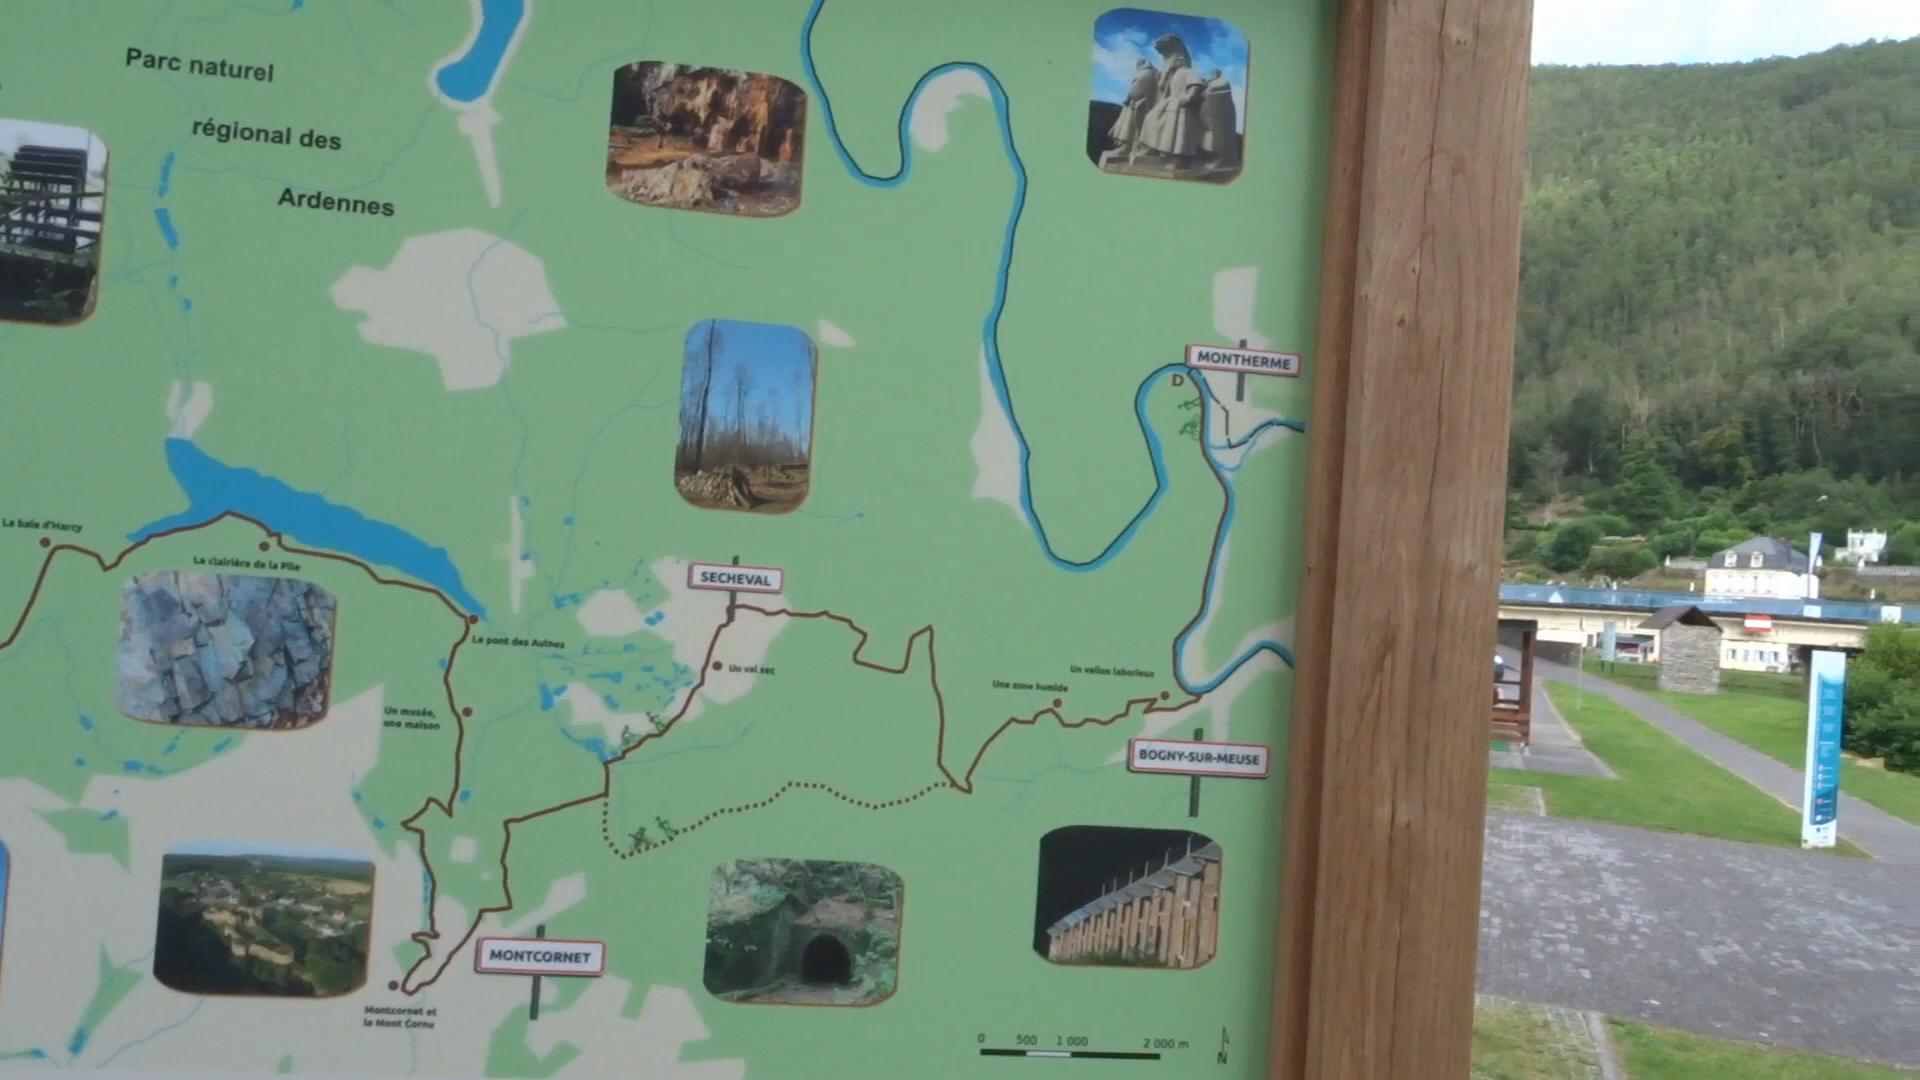 Parc naturel
régional des
Ardennes
MONTHERME
D
La baie d'Harcy
La clairière de la Pile
SECHEVAL
Le pont des Aulnes
Un val sec
Un vallon laborieux
Une zone humide
Un musée,
une maison
BOGNY-SUR-MEUSE
MONTCORNET
Montcornet et
le Mont Cornu
0 500 1 000 2 000 m
N